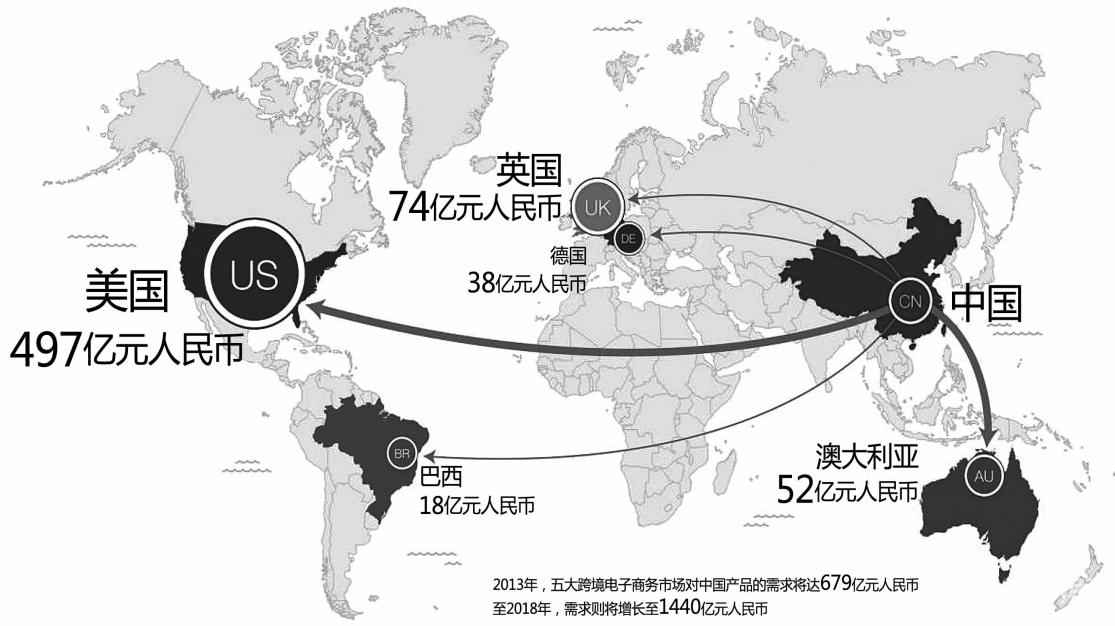 英国
74亿元人民币
UK
DE
德国
38亿元人民币
US
美国
497亿元人民币
CN
中国
BR
巴西
18亿元人民币
澳大利亚
52亿元人民币
AU
2013年，五大跨境电子商务市场对中国产品的需求将达679亿元人民币
至2018年，需求则将增长至1440亿元人民币